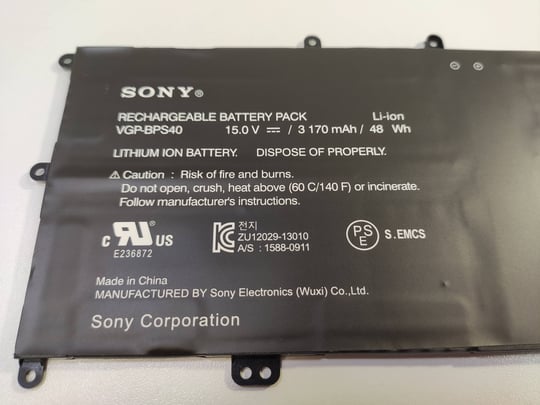 SONY®
RECHARGEABLE BATTERY PACK Li-ion
VGP-BPS40 15.0 V ⎓ / 3 170 mAh / 48 Wh
LITHIUM ION BATTERY. DISPOSE OF PROPERLY.
⚠ Caution : Risk of fire and burns.
Do not open, crush, heat above (60 C/140 F) or incinerate.
Follow manufacturer's instructions.
c RU® US
E236872
전지
ZU12029-13010
A/S : 1588-0911
PSE S.EMCS
Made in China
MANUFACTURED BY Sony Electronics (Wuxi) Co.,Ltd.
Sony Corporation